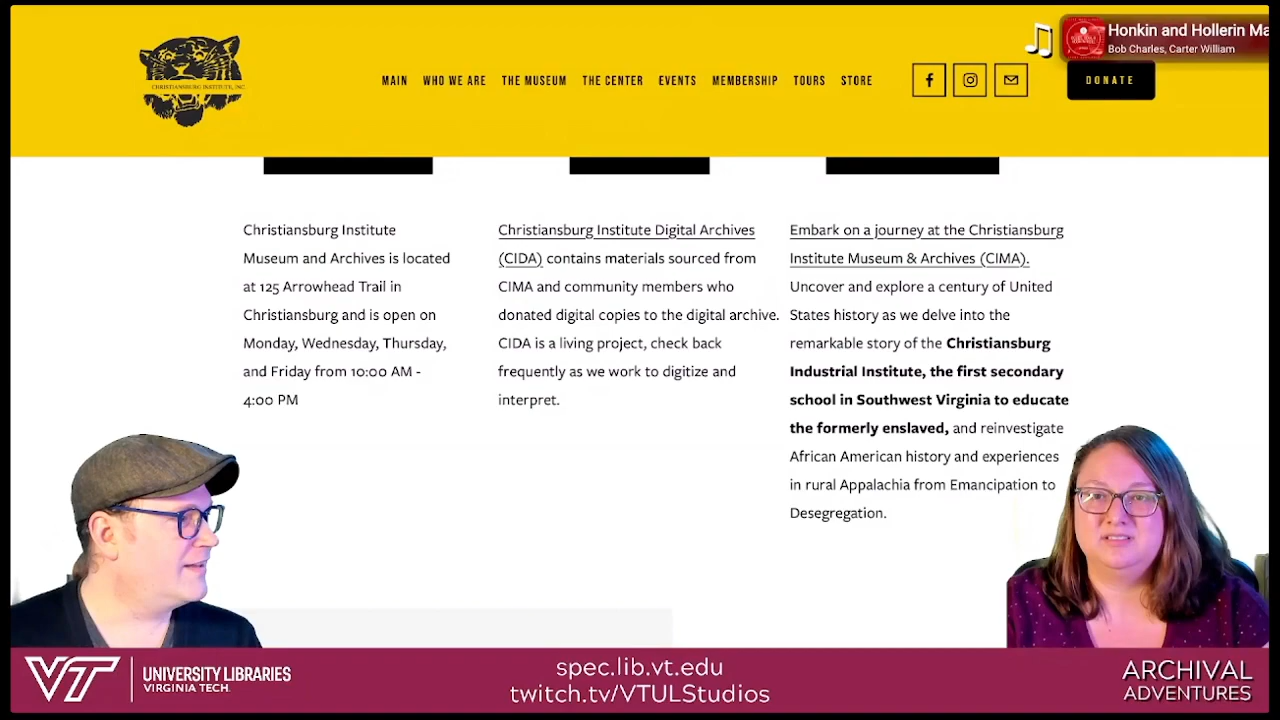 Honkin and Hollerin Ma
Bob Charles, Carter William
CHRISTIANSBURG INSTITUTE, INC
MAIN WHO WE ARE THE MUSEUM THE CENTER EVENTS MEMBERSHIP TOURS STORE
DONATE
Christiansburg Institute
Museum and Archives is located
at 125 Arrowhead Trail in
Christiansburg and is open on
Monday, Wednesday, Thursday,
and Friday from 10:00 AM -
4:00 PM
Christiansburg Institute Digital Archives
(CIDA) contains materials sourced from
CIMA and community members who
donated digital copies to the digital archive.
CIDA is a living project, check back
frequently as we work to digitize and
interpret.
Embark on a journey at the Christiansburg
Institute Museum & Archives (CIMA).
Uncover and explore a century of United
States history as we delve into the
remarkable story of the Christiansburg
Industrial Institute, the first secondary
school in Southwest Virginia to educate
the formerly enslaved, and reinvestigate
African American history and experiences
in rural Appalachia from Emancipation to
Desegregation.
VT
UNIVERSITY LIBRARIES
VIRGINIA TECH.
spec.lib.vt.edu
twitch.tv/VTULStudios
ARCHIVAL
ADVENTURES